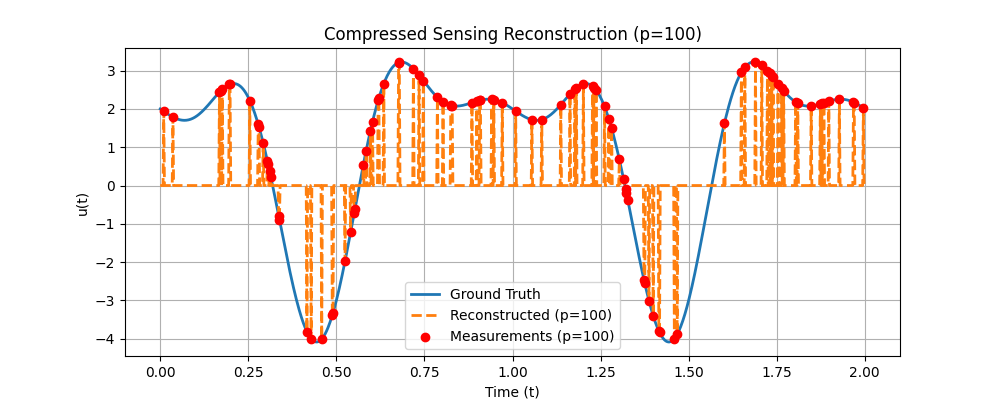 Compressed Sensing Reconstruction (p=100)
u(t)
3
2
1
0
−1
−2
−3
−4
Ground Truth
Reconstructed (p=100)
Measurements (p=100)
0.00 0.25 0.50 0.75 1.00 1.25 1.50 1.75 2.00
Time (t)